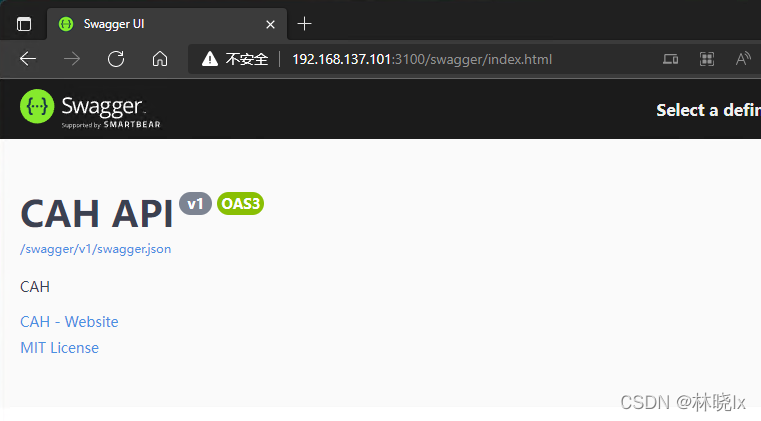 Swagger UI
不安全 192.168.137.101:3100/swagger/index.html
Swagger
Supported by SMARTBEAR
Select a defin
CAH API v1 OAS3
/swagger/v1/swagger.json
CAH
CAH - Website
MIT License
CSDN @林晓lx